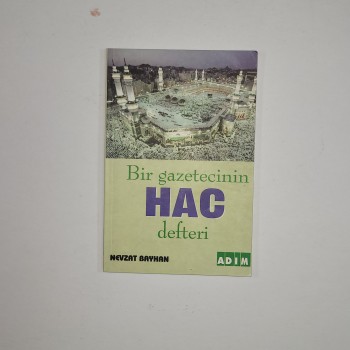 Bir gazetecinin
HAC
defteri
NEVZAT BAYHAN
ADIM